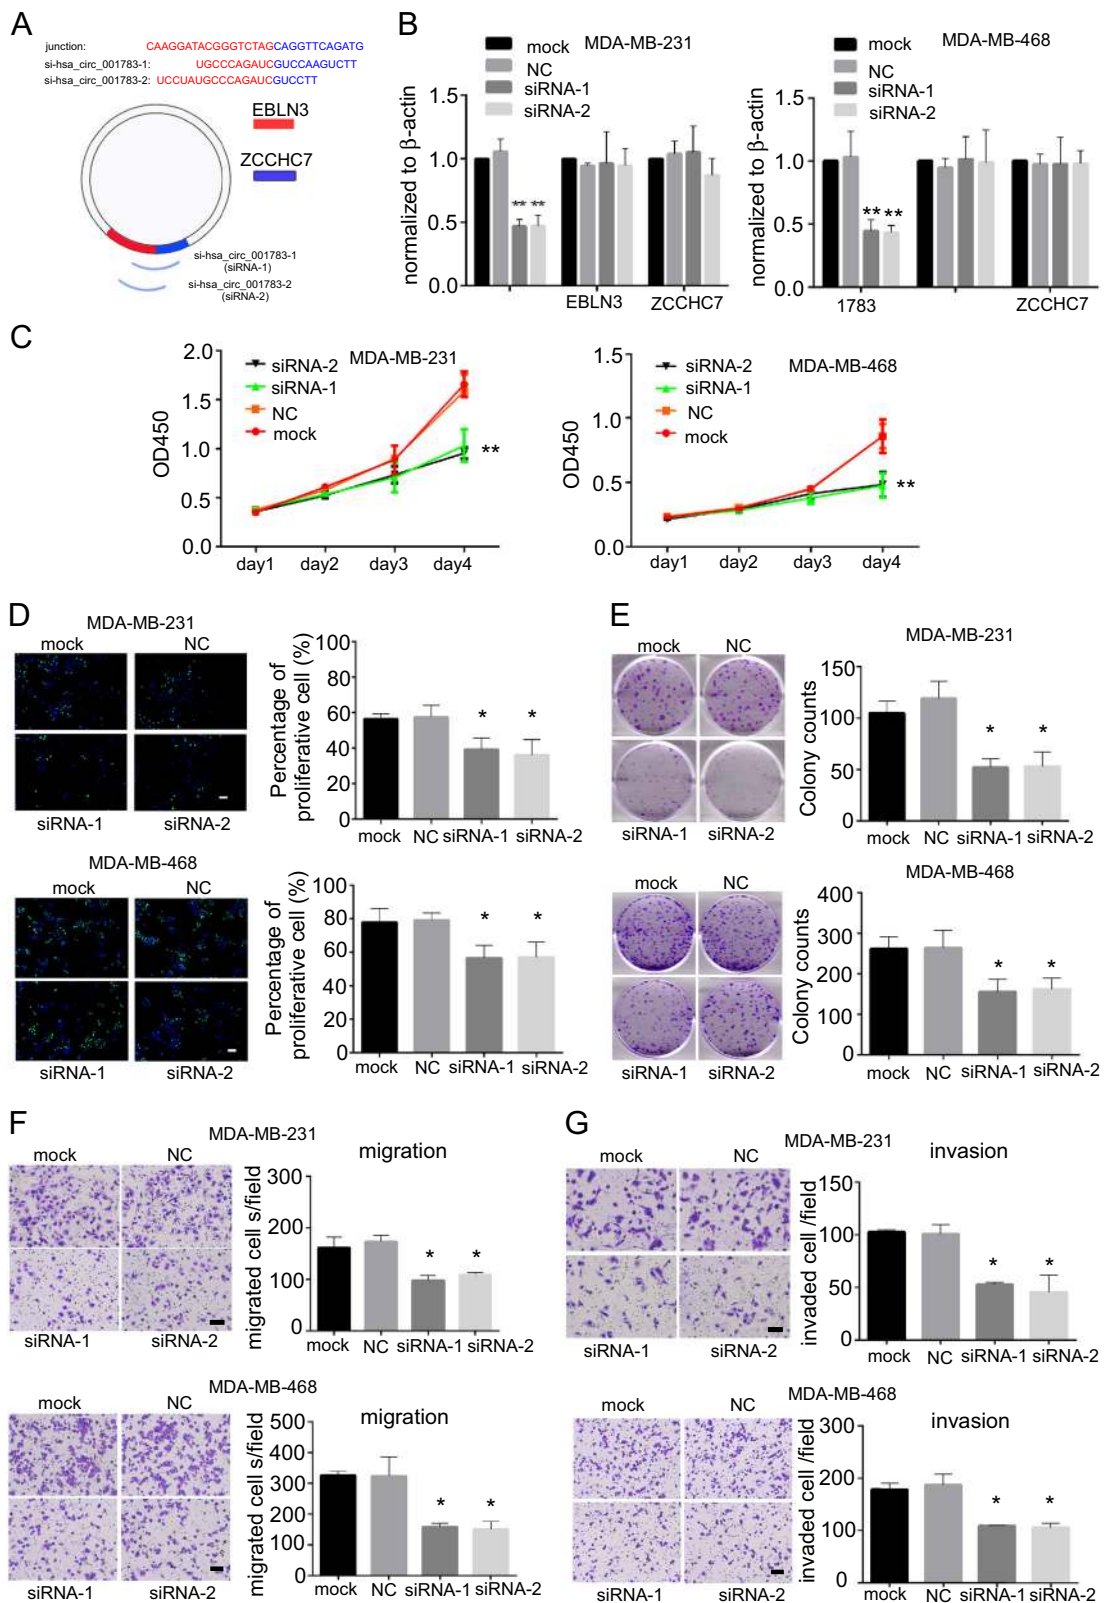 A
junction: CAAGGATACGGGTCTAGCAGGTTCAGATG
si-hsa_circ_001783-1: UGCCCAGAUCGUCCAAGUCUU
si-hsa_circ_001783-2: UCCUAUGCCCAGAUCGUCCTT
EBLN3
ZCCHC7
si-hsa_circ_001783-1
(siRNA-1)
si-hsa_circ_001783-2
(siRNA-2)
B
mock
NC
siRNA-1
siRNA-2
MDA-MB-231
normalized to β-actin
1.5
1.0
0.5
0.0
** **
EBLN3 ZCCHC7
mock
NC
siRNA-1
siRNA-2
MDA-MB-468
normalized to β-actin
1.5
1.0
0.5
0.0
** **
1783 ZCCHC7
C
MDA-MB-231
siRNA-2
siRNA-1
NC
mock
OD450
2.0
1.5
1.0
0.5
0.0
**
day1 day2 day3 day4
MDA-MB-468
siRNA-2
siRNA-1
NC
mock
OD450
1.5
1.0
0.5
0.0
**
day1 day2 day3 day4
D
MDA-MB-231
mock NC
siRNA-1 siRNA-2
Percentage of
proliferative cell (%)
100
80
60
40
20
0
* *
mock NC siRNA-1 siRNA-2
MDA-MB-468
mock NC
siRNA-1 siRNA-2
Percentage of
proliferative cell (%)
100
80
60
40
20
0
* *
mock NC siRNA-1 siRNA-2
E
mock NC
siRNA-1 siRNA-2
MDA-MB-231
Colony counts
150
100
50
0
* *
mock NC siRNA-1 siRNA-2
mock NC
siRNA-1 siRNA-2
MDA-MB-468
Colony counts
400
300
200
100
0
* *
mock NC siRNA-1 siRNA-2
F
MDA-MB-231
mock NC
siRNA-1 siRNA-2
migration
migrated cell s/field
300
200
100
0
* *
mock NC siRNA-1 siRNA-2
MDA-MB-468
mock NC
siRNA-1 siRNA-2
migration
migrated cell s/field
500
400
300
200
100
0
* *
mock NC siRNA-1 siRNA-2
G
MDA-MB-231
mock NC
siRNA-1 siRNA-2
invasion
invaded cell /field
150
100
50
0
* *
mock NC siRNA-1 siRNA-2
MDA-MB-468
mock NC
siRNA-1 siRNA-2
invasion
invaded cell /field
300
200
100
0
* *
mock NC siRNA-1 siRNA-2